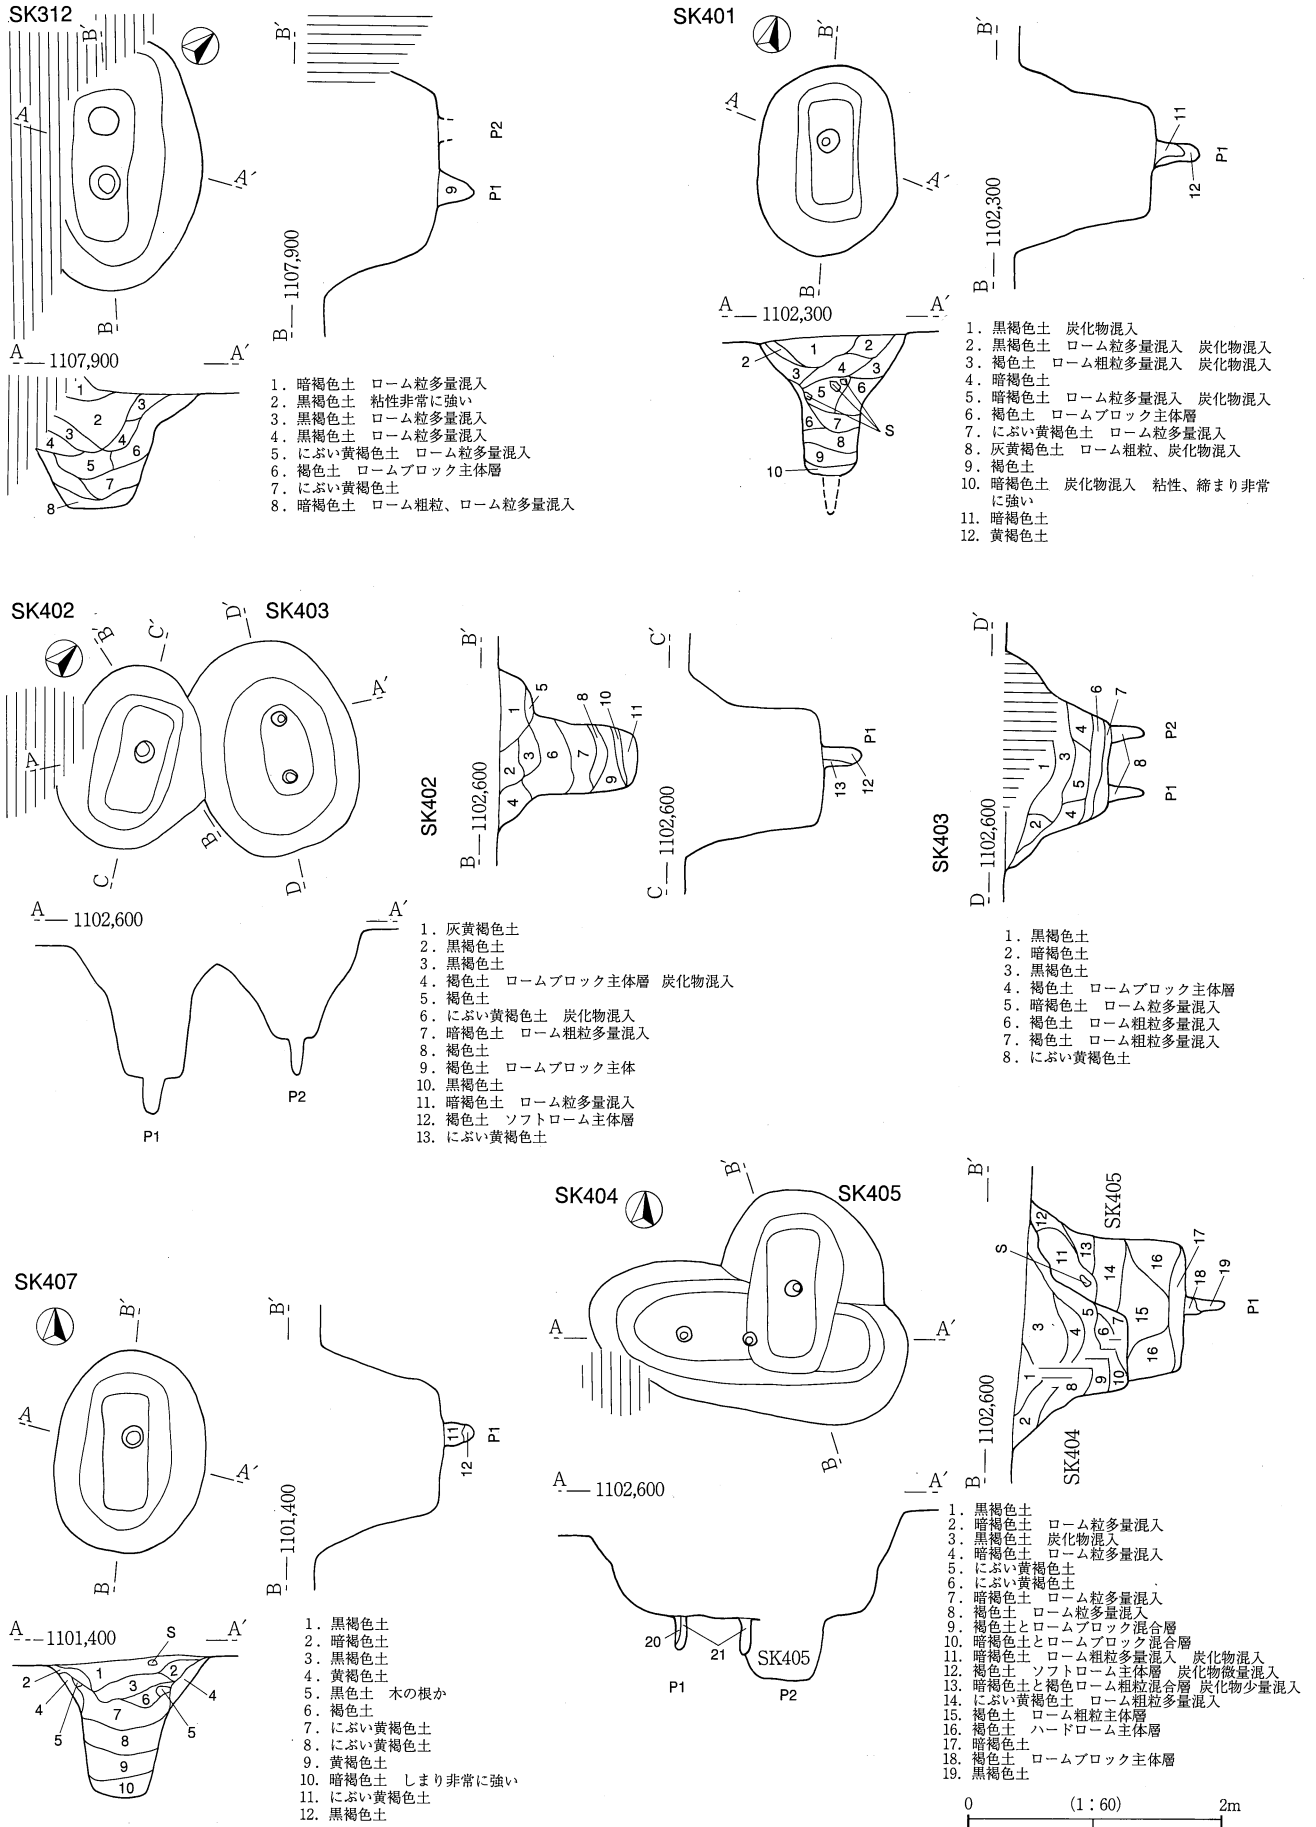 SK312
B′
A
A′
B
B′
P2
P1
9
B — 1107,900
A — 1107,900 — A′
1
2
3
3
4
4
5
6
7
8
1. 暗褐色土 ローム粒多量混入
2. 黒褐色土 粘性非常に強い
3. 黒褐色土 ローム粒多量混入
4. 黒褐色土 ローム粒多量混入
5. にぶい黄褐色土 ローム粒多量混入
6. 褐色土 ロームブロック主体層
7. にぶい黄褐色土
8. 暗褐色土 ローム粗粒、ローム粒多量混入
SK401
B′
A
A′
B
B′
11
P1
12
B — 1102,300
A — 1102,300 — A′
1
2
2
3
3
4
5
6
6
7
8
9
10
S
1. 黒褐色土 炭化物混入
2. 黒褐色土 ローム粒多量混入 炭化物混入
3. 褐色土 ローム粗粒多量混入 炭化物混入
4. 暗褐色土
5. 暗褐色土 ローム粒多量混入 炭化物混入
6. 褐色土 ロームブロック主体層
7. にぶい黄褐色土 ローム粒多量混入
8. 灰黄褐色土 ローム粗粒、炭化物混入
9. 褐色土
10. 暗褐色土 炭化物混入 粘性、締まり非常
に強い
11. 暗褐色土
12. 黄褐色土
SK402
SK403
B′
C′
D′
A
A′
B
C
D
A — 1102,600 — A′
P1
P2
SK402
B′
B — 1102,600
1
2
3
4
5
6
7
8
9
10
11
C′
C — 1102,600
P1
13
12
1. 灰黄褐色土
2. 黒褐色土
3. 黒褐色土
4. 褐色土 ロームブロック主体層 炭化物混入
5. 褐色土
6. にぶい黄褐色土 炭化物混入
7. 暗褐色土 ローム粗粒多量混入
8. 褐色土
9. 褐色土 ロームブロック主体
10. 黒褐色土
11. 暗褐色土 ローム粒多量混入
12. 褐色土 ソフトローム主体層
13. にぶい黄褐色土
SK403
D′
D — 1102,600
1
2
3
4
4
5
6
7
8
P2
P1
1. 黒褐色土
2. 暗褐色土
3. 黒褐色土
4. 褐色土 ロームブロック主体層
5. 暗褐色土 ローム粒多量混入
6. 褐色土 ローム粗粒多量混入
7. 褐色土 ローム粗粒多量混入
8. にぶい黄褐色土
SK407
B′
A
A′
B
B′
B — 1101,400
11
12
P1
A — 1101,400 — A′
S
1
2
2
3
4
4
5
5
6
7
8
9
10
1. 黒褐色土
2. 暗褐色土
3. 黒褐色土
4. 黄褐色土
5. 黒色土 木の根か
6. 褐色土
7. にぶい黄褐色土
8. にぶい黄褐色土
9. 黄褐色土
10. 暗褐色土 しまり非常に強い
11. にぶい黄褐色土
12. 黒褐色土
SK404
SK405
B′
A
A′
B
A — 1102,600 — A′
20
21
SK405
P1
P2
B′
B — 1102,600
SK405
SK404
S
1
2
3
4
5
6
7
8
9
10
11
12
13
14
15
16
16
17
18
19
P1
1. 黒褐色土
2. 暗褐色土 ローム粒多量混入
3. 黒褐色土 炭化物混入
4. 暗褐色土 ローム粒多量混入
5. にぶい黄褐色土
6. にぶい黄褐色土
7. 暗褐色土 ローム粒多量混入
8. 褐色土 ローム粒多量混入
9. 褐色土とロームブロック混合層
10. 暗褐色土とロームブロック混合層
11. 暗褐色土 ローム粗粒多量混入 炭化物混入
12. 褐色土 ソフトローム主体層 炭化物微量混入
13. 暗褐色土と褐色ローム粗粒混合層 炭化物少量混入
14. にぶい黄褐色土 ローム粗粒多量混入
15. 褐色土 ローム粗粒主体層
16. 褐色土 ハードローム主体層
17. 暗褐色土
18. 褐色土 ロームブロック主体層
19. 黒褐色土
0 (1:60) 2m